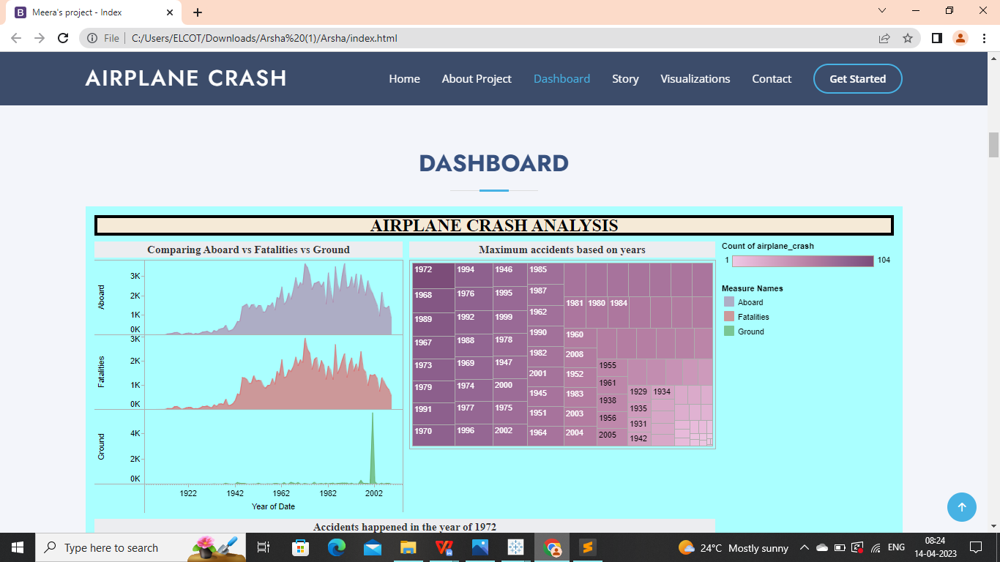 Meera's project - Index
File
C:/Users/ELCOT/Downloads/Arsha%20(1)/Arsha/index.html
AIRPLANE CRASH
Home
About Project
Dashboard
Story
Visualizations
Contact
Get Started
DASHBOARD
AIRPLANE CRASH ANALYSIS
Comparing Aboard vs Fatalities vs Ground
Aboard
3K
2K
1K
0K
Fatalities
3K
2K
1K
0K
Ground
4K
2K
0K
1922 1942 1962 1982 2002
Year of Date
Maximum accidents based on years
1972 1994 1946 1985
1968 1976 1995 1987
1981 1980 1984
1989 1992 1999 1962
1967 1988 1978 1990 1960
1973 1969 1947 1982 2008
1955
1979 1974 2000 2001 1952
1961
1929 1934
1991 1977 1975 1945 1983
1938
1935
1970 1996 2002 1951 2003
1956
1931
1964 2004
2005
1942
Count of airplane_crash
1 104
Measure Names
Aboard
Fatalities
Ground
Accidents happened in the year of 1972
Type here to search
24°C Mostly sunny
ENG
08:24
14-04-2023